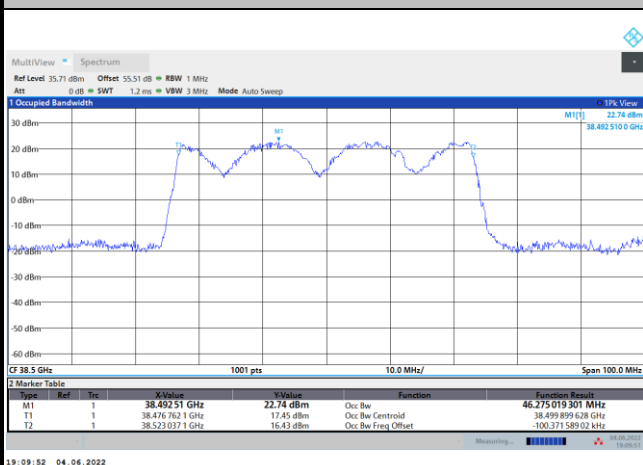 MultiView Spectrum
Ref Level 35.71 dBm Offset 55.51 dB RBW 1 MHz
Att 0 dB SWT 1.2 ms VBW 3 MHz Mode Auto Sweep
1 Occupied Bandwidth 1Pk View
M1[1] 22.74 dBm
38.492 510 0 GHz
30 dBm
M1
T1
T2
20 dBm
10 dBm
0 dBm
-10 dBm
-20 dBm
-30 dBm
-40 dBm
-50 dBm
-60 dBm
CF 38.5 GHz 1001 pts 10.0 MHz/ Span 100.0 MHz
2 Marker Table
Type Ref Trc X-Value Y-Value Function Function Result
M1 1 38.49251 GHz 22.74 dBm Occ Bw 46.275 019 301 MHz
T1 1 38.476 762 1 GHz 17.45 dBm Occ Bw Centroid 38.499 899 628 GHz
T2 1 38.523 037 1 GHz 16.43 dBm Occ Bw Freq Offset -100.371 589 02 kHz
Measuring... 04.06.2022
19:09:51
19:09:52 04.06.2022